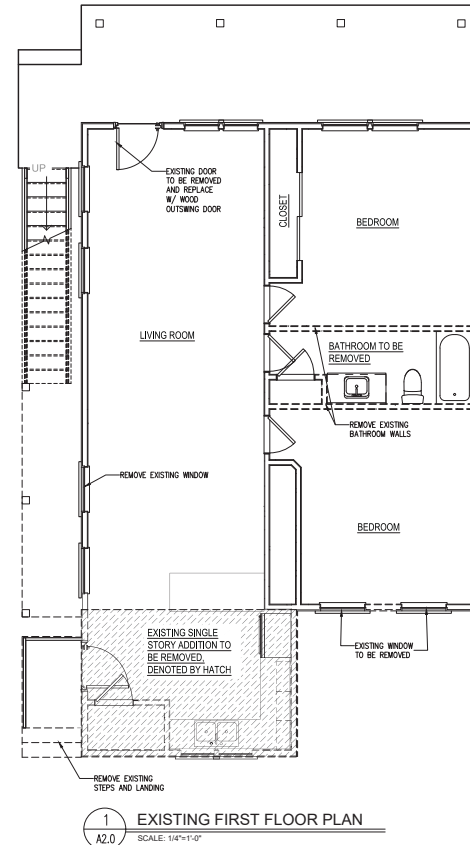 UP
EXISTING DOOR
TO BE REMOVED
AND REPLACE
W/ WOOD
OUTSWING DOOR
CLOSET
BEDROOM
LIVING ROOM
BATHROOM TO BE
REMOVED
REMOVE EXISTING
BATHROOM WALLS
REMOVE EXISTING WINDOW
BEDROOM
EXISTING SINGLE
STORY ADDITION TO
BE REMOVED,
DENOTED BY HATCH
EXISTING WINDOW
TO BE REMOVED
REMOVE EXISTING
STEPS AND LANDING
1
A2.0
EXISTING FIRST FLOOR PLAN
SCALE: 1/4"=1'-0"